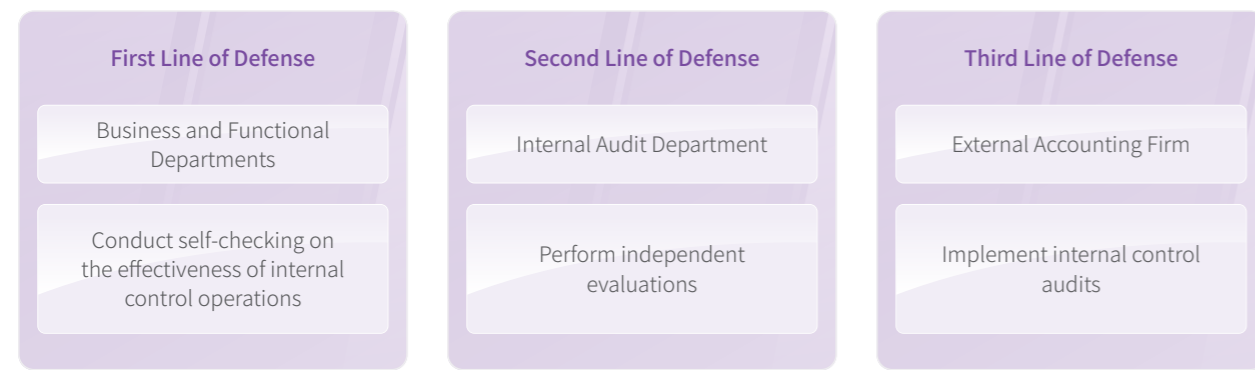 First Line of Defense
Business and Functional
Departments
Conduct self-checking on
the effectiveness of internal
control operations
Second Line of Defense
Internal Audit Department
Perform independent
evaluations
Third Line of Defense
External Accounting Firm
Implement internal control
audits